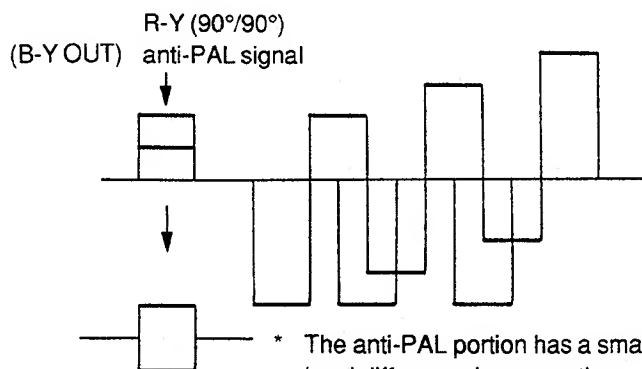 R-Y (90°/90°)
(B-Y OUT) anti-PAL signal
* The anti-PAL portion has a sma